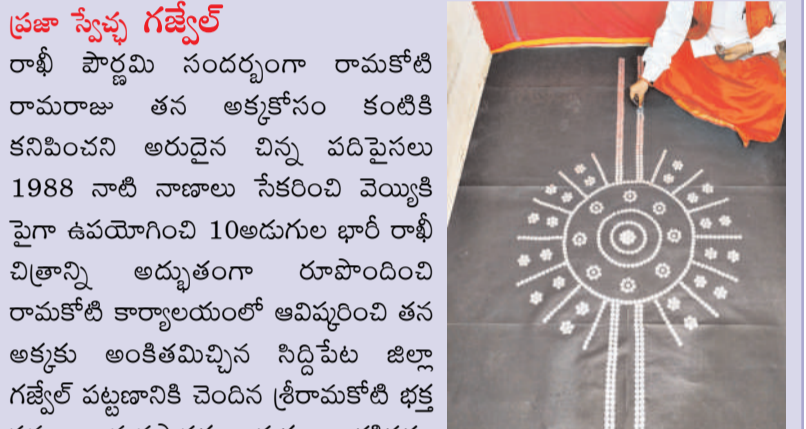 ప్రజా స్వేచ్ఛ గజ్వేల్
రాఖీ పౌర్ణమి సందర్భంగా రామకోటి
రామరాజు తన అక్కకోసం కంటికి
కనిపించని అరుదైన చిన్న పదిపైసలు
1988 నాటి నాణాలు సేకరించి వెయ్యికి
పైగా ఉపయోగించి 10అడుగుల భారీ రాఖీ
చిత్రాన్ని అద్భుతంగా రూపొందించి
రామకోటి కార్యాలయంలో ఆవిష్కరించి తన
అక్కకు అంకితమిచ్చిన సిద్దిపేట జిల్లా
గజ్వేల్ పట్టణానికి చెందిన శ్రీరామకోటి భక్త